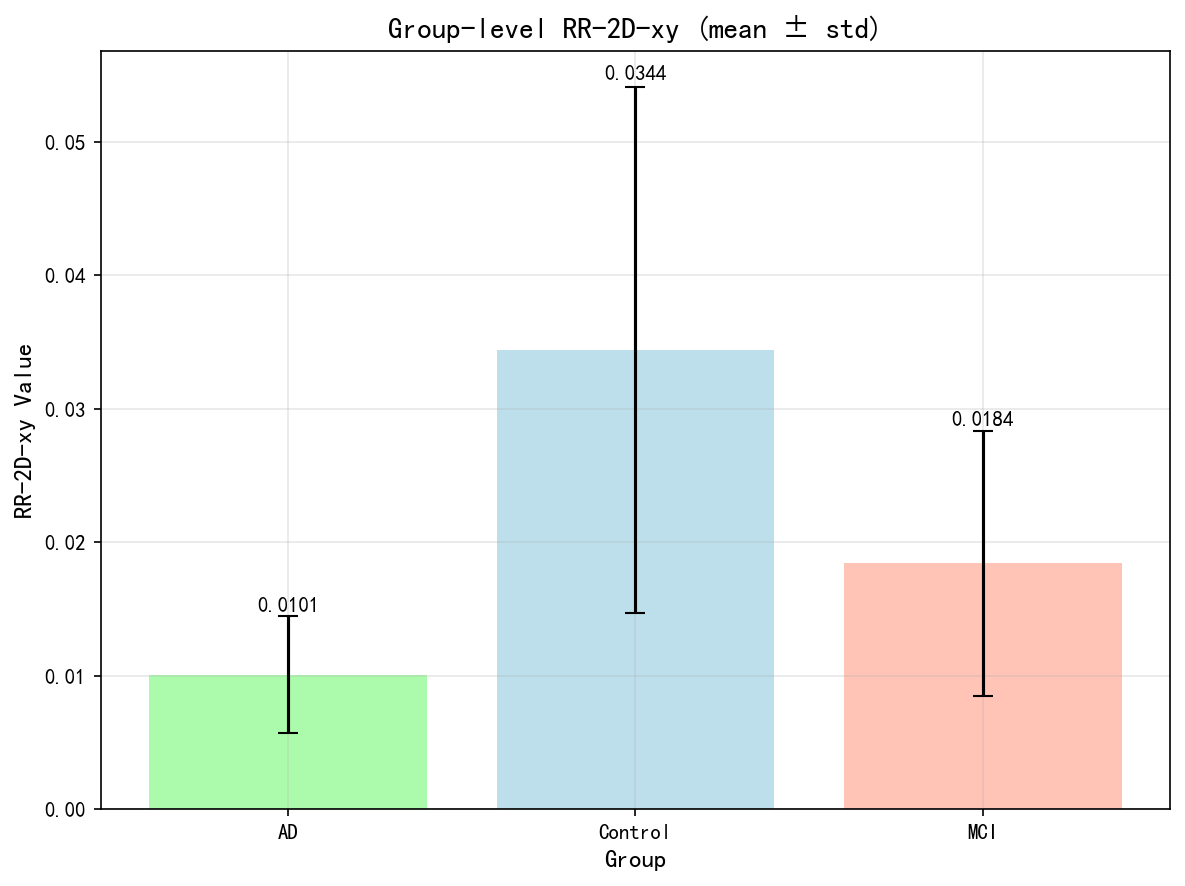 Group-level RR-2D-xy (mean ± std)
0.0344
0.05
0.04
RR-2D-xy Value
0.03
0.0184
0.02
0.0101
0.01
0.00
AD
Control
MCI
Group